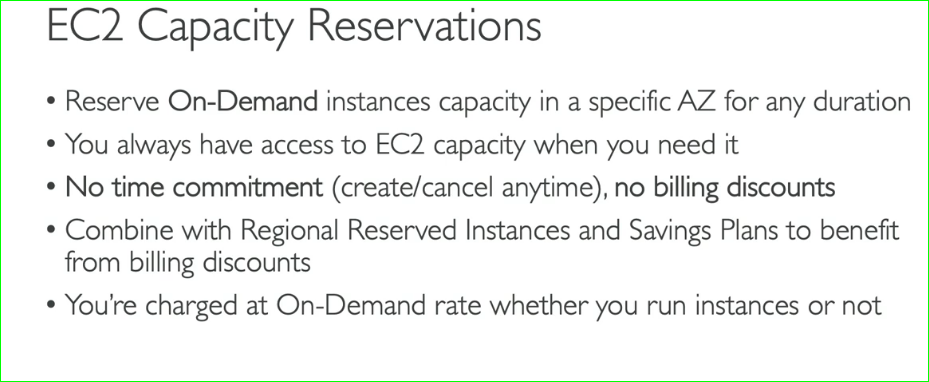 EC2 Capacity Reservations
• Reserve On-Demand instances capacity in a specific AZ for any duration
• You always have access to EC2 capacity when you need it
• No time commitment (create/cancel anytime), no billing discounts
• Combine with Regional Reserved Instances and Savings Plans to benefit
from billing discounts
• You're charged at On-Demand rate whether you run instances or not